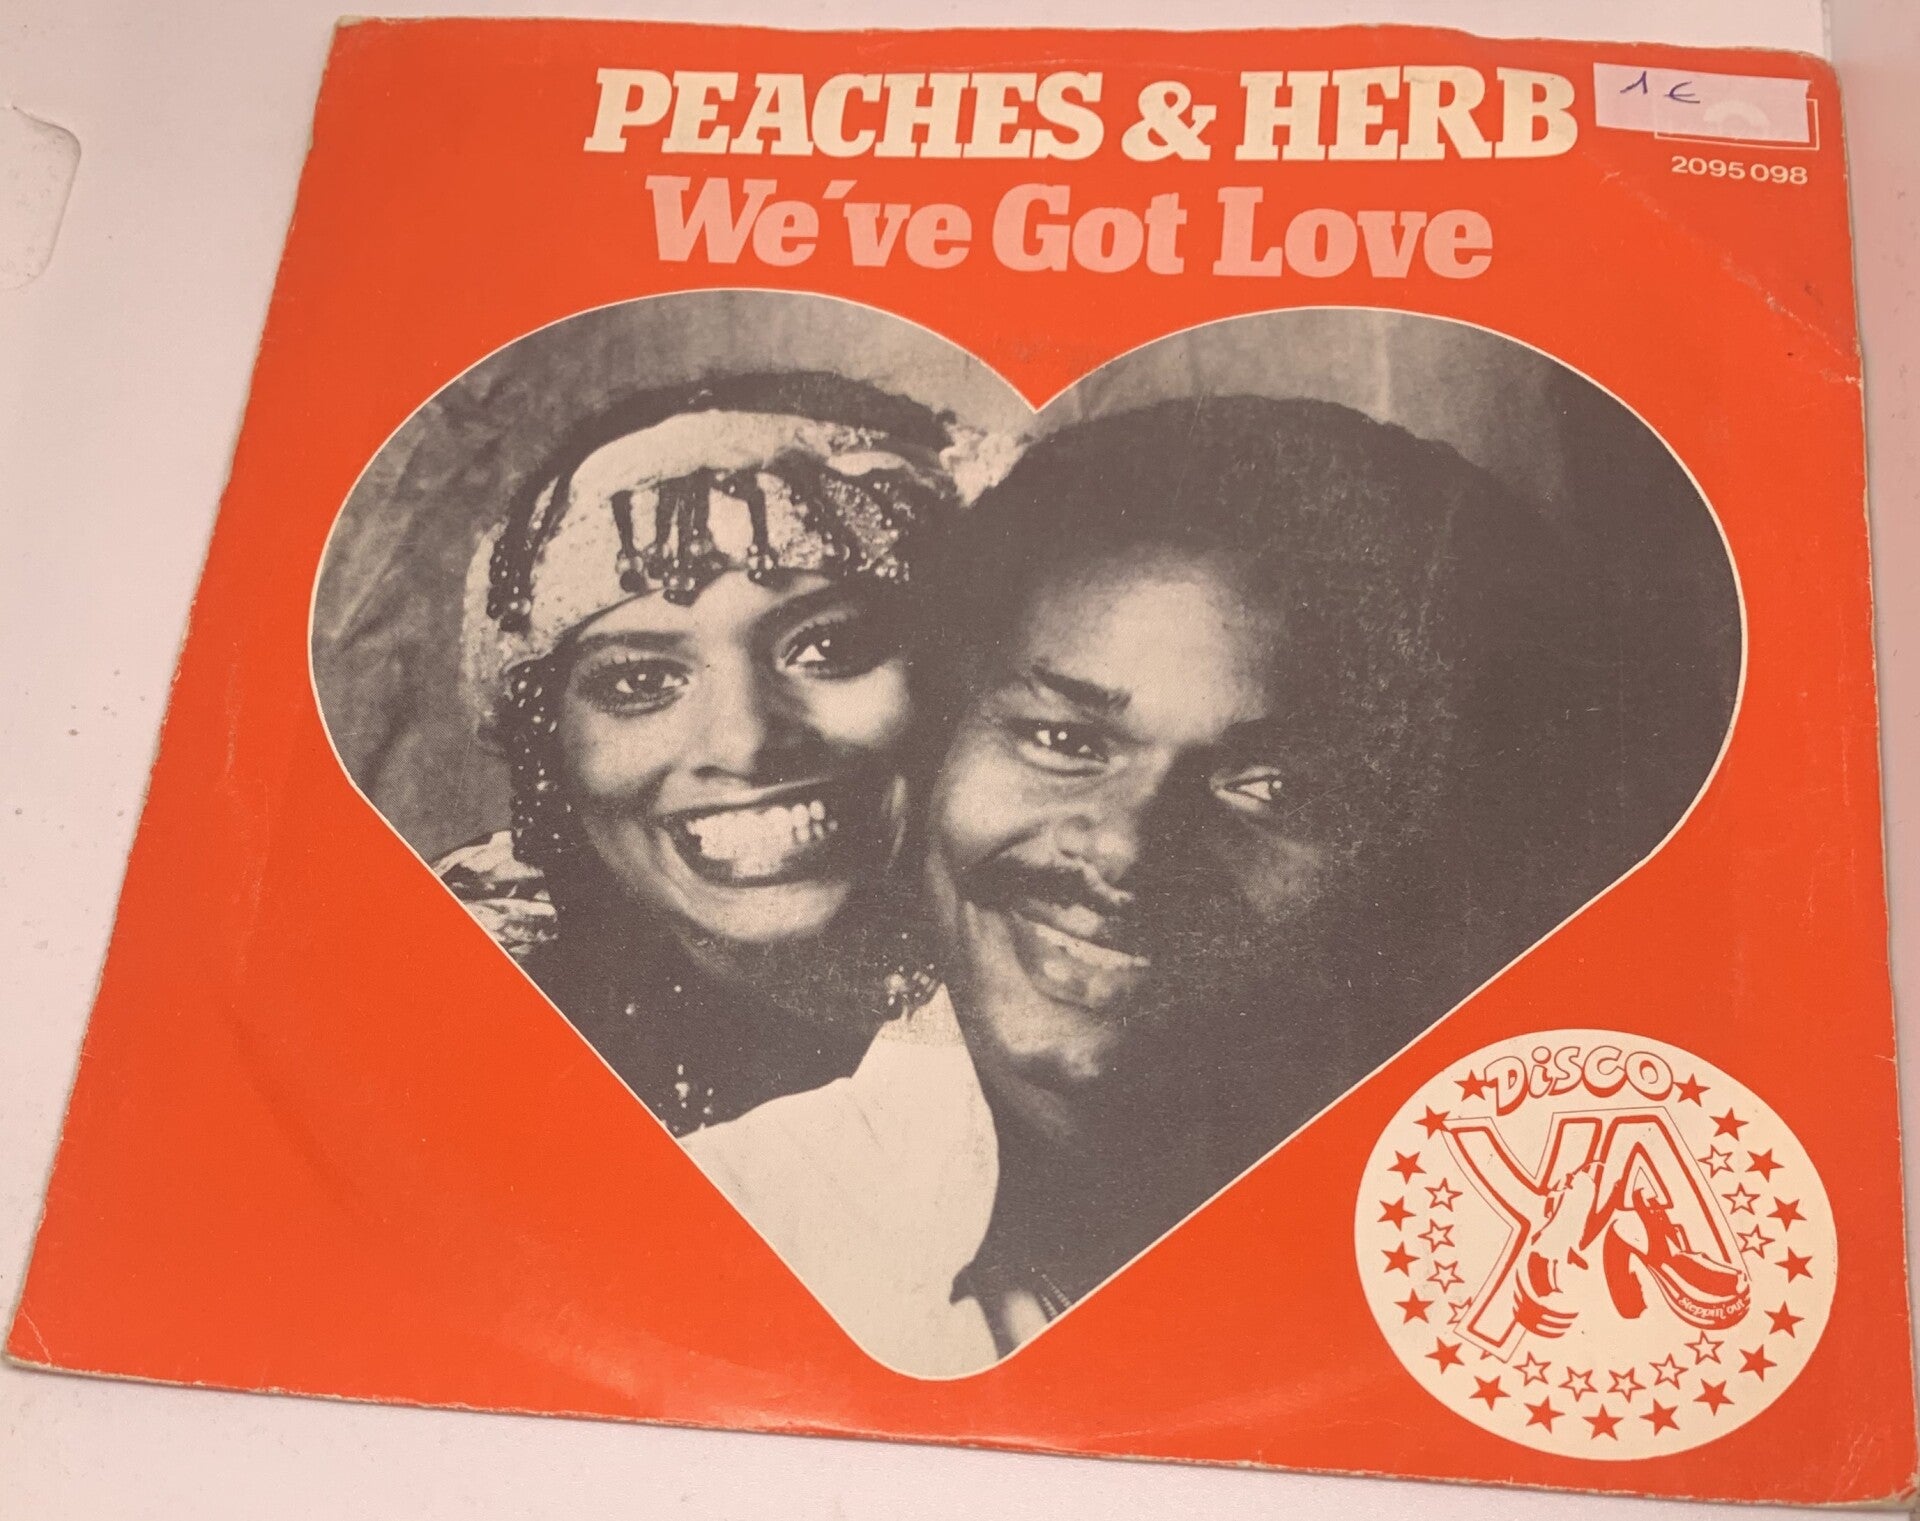 PEACHES & HERB
1 €
2095 098
We´ve Got Love
DiSCO
YA
steppin' out